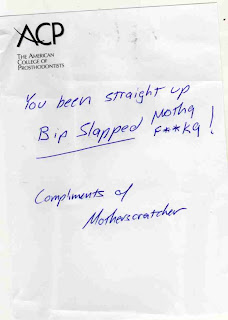 ACP
THE AMERICAN
COLLEGE OF
PROSTHODONTISTS
You been straight up
Bip Slapped Motha
F**ka!
Compliments of
Motherscratcher